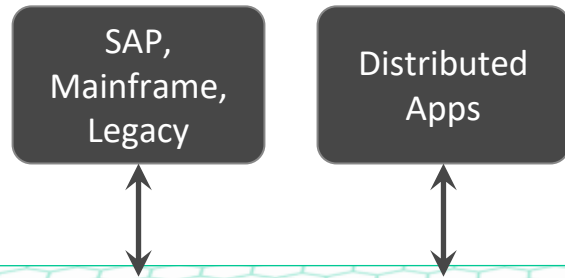 SAP,
Mainframe,
Legacy
Distributed
Apps